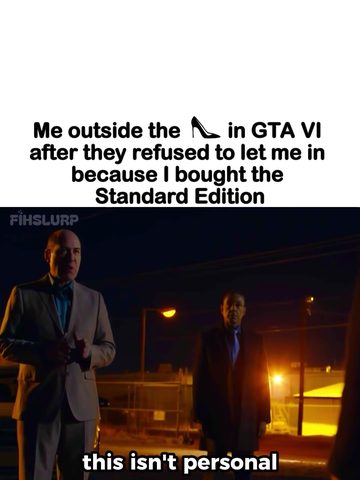 Me outside the 👠 in GTA VI
after they refused to let me in
because I bought the
Standard Edition
FIHSLURP
this isn't personal